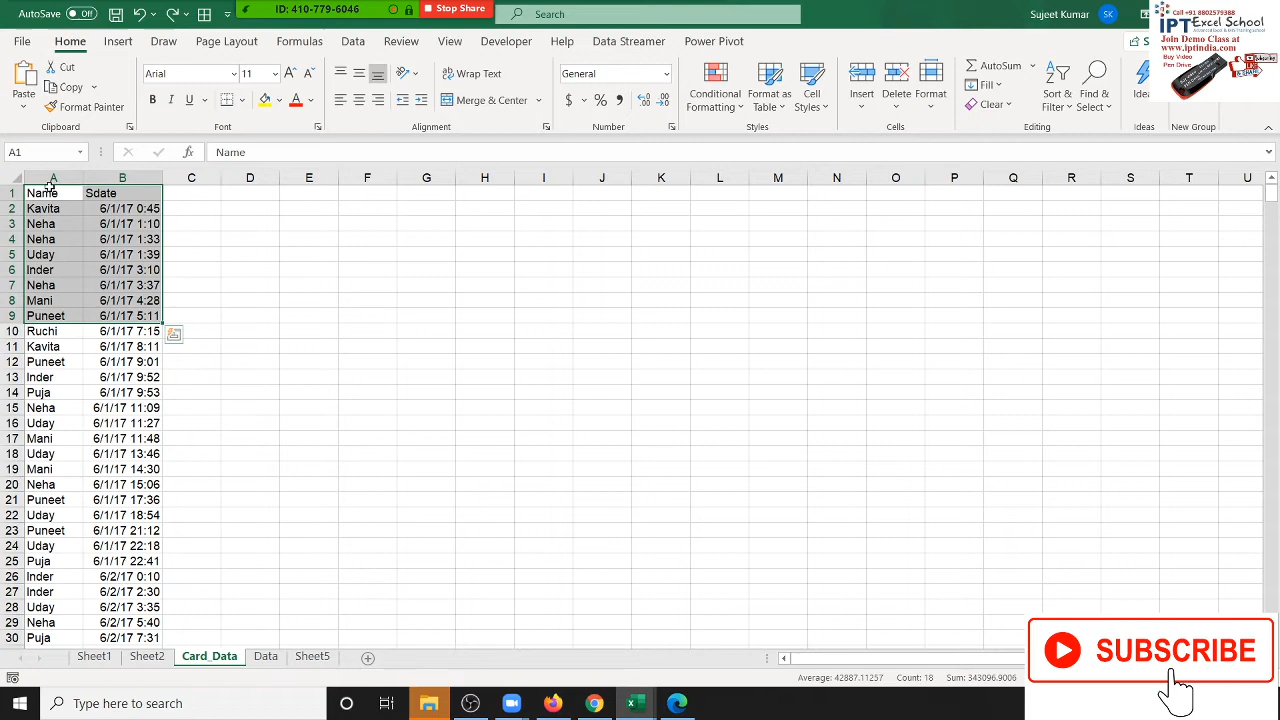 AutoSave Off ID: 410-779-6046 Stop Share Search Sujeet Kumar SK
Call +91 8802579388
IPT Excel School
Join Demo Class at
www.iptindia.com
Buy Video
Pen Drive
File Home Insert Draw Page Layout Formulas Data Review View Developer Help Data Streamer Power Pivot
Cut
Copy
Format Painter
Paste
Clipboard
Arial 11
B I U
Font
Wrap Text
Merge & Center
Alignment
General
$ % ,
Number
Conditional Formatting
Format as Table
Cell Styles
Styles
Insert Delete Format
Cells
AutoSum
Fill
Clear
Sort & Filter
Find & Select
Editing
New Group
A1 fx Name
A B C D E F G H I J K L M N O P Q R S T U
1 Name Sdate
2 Kavita 6/1/17 0:45
3 Neha 6/1/17 1:10
4 Neha 6/1/17 1:33
5 Uday 6/1/17 1:39
6 Inder 6/1/17 3:10
7 Neha 6/1/17 3:37
8 Mani 6/1/17 4:28
9 Puneet 6/1/17 5:11
10 Ruchi 6/1/17 7:15
11 Kavita 6/1/17 8:11
12 Puneet 6/1/17 9:01
13 Inder 6/1/17 9:52
14 Puja 6/1/17 9:53
15 Neha 6/1/17 11:09
16 Uday 6/1/17 11:27
17 Mani 6/1/17 11:48
18 Uday 6/1/17 13:46
19 Mani 6/1/17 14:30
20 Neha 6/1/17 15:06
21 Puneet 6/1/17 17:36
22 Uday 6/1/17 18:54
23 Puneet 6/1/17 21:12
24 Uday 6/1/17 22:18
25 Puja 6/1/17 22:41
26 Inder 6/2/17 0:10
27 Inder 6/2/17 2:30
28 Uday 6/2/17 3:35
29 Neha 6/2/17 5:40
30 Puja 6/2/17 7:31
SUBSCRIBE
Sheet1 Sheet2 Card_Data Data Sheet5
Average: 42887.11257 Count: 18 Sum: 343096.9006
Type here to search